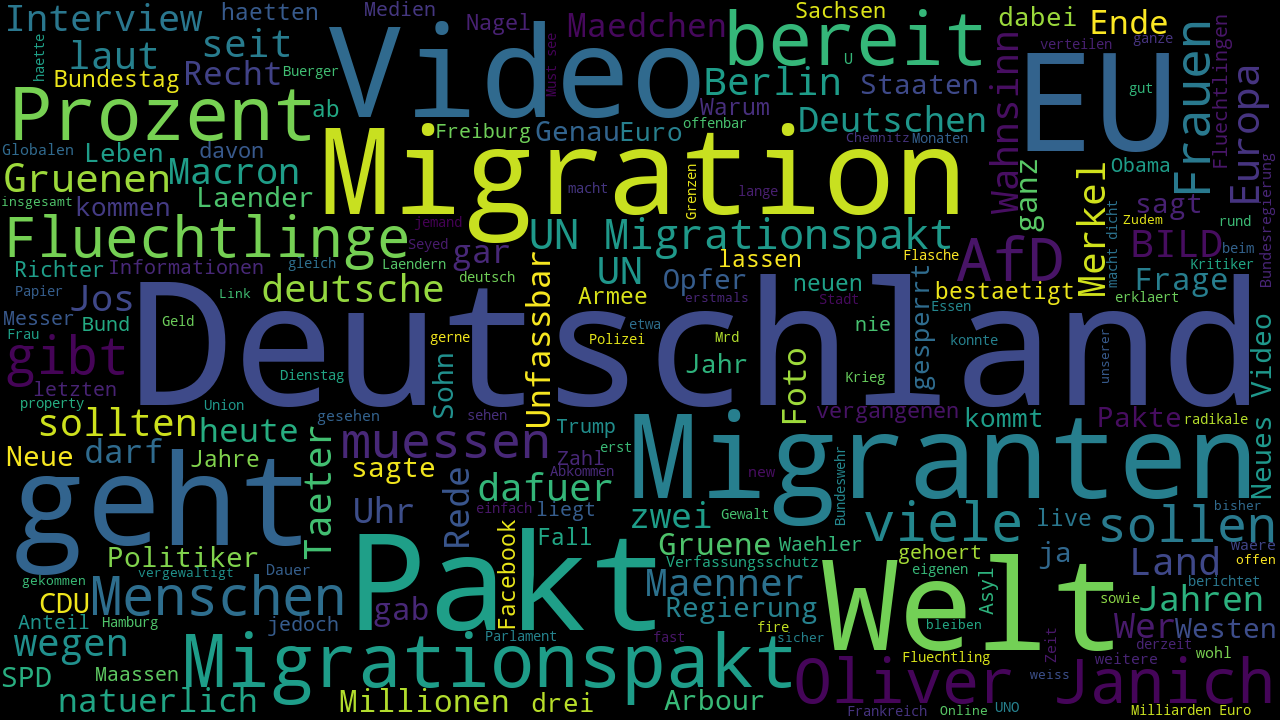 Interview
haetten
Medien
Nagel
Maedchen
Sachsen
dabei
Ende
laut
seit
haette
Video
Must see
bereit
U
verteilen
ganze
Fluechtlingen
Bundestag
Recht
Buerger
Berlin
Staaten
EU
gut
Frauen
Europa
Wahnsinn
Prozent
ab
Warum
Deutschen
Freiburg
Genau
Euro
offenbar
Chemnitz
Monaten
Globalen
Leben
davon
Migration
Gruenen
Macron
macht
Grenzen
lange
ganz
Merkel
Obama
Bundesregierung
insgesamt
kommen
Laender
jemand
sagt
macht dicht
Zudem
rund
Fluechtlinge
Seyed
gar
UN Migrationspakt
AfD
BILD
beim
Richter
Informationen
gleich
Laendern
deutsch
Unfassbar
UN
lassen
Opfer
neuen
Flasche
Frage
Kritiker
Papier
Jos
Link
deutsche
Armee
erstmals
Stadt
gesperrt
bestaetigt
Essen
erklaert
Messer
Bund
Geld
Deutschland
etwa
nie
Frau
gerne
Polizei
Mrd
konnte
unserer
Neues Video
gibt
Dienstag
Sohn
Jahr
Foto
Krieg
letzten
property
Union
gesehen
sehen
Migranten
vergangenen
kommt
Pakte
radikale
sollten
heute
Trump
Neue
darf
Jahre
Taeter
muessen
erst
Zahl
sagte
Rede
Abkommen
new
Bundeswehr
geht
dafuer
Uhr
einfach
liegt
zwei
Gewalt
viele
live
sollen
bisher
Facebook
Pakt
Fall
Gruene
Waehler
gehoert
ja
Land
waere
offen
Politiker
vergewaltigt
Dauer
Verfassungsschutz
Welt
eigenen
Asyl
berichtet
gekommen
CDU
Menschen
gab
Maenner
Regierung
sowie
Jahren
Anteil
Hamburg
jedoch
Parlament
fire
bleiben
Wer
Westen
wegen
Migrationspakt
fast
sicher
Fluechtling
Zeit
derzeit
weitere
wohl
SPD
Maassen
Oliver Janich
weiss
natuerlich
Millionen
drei
Arbour
Frankreich
Online
UNO
Milliarden Euro